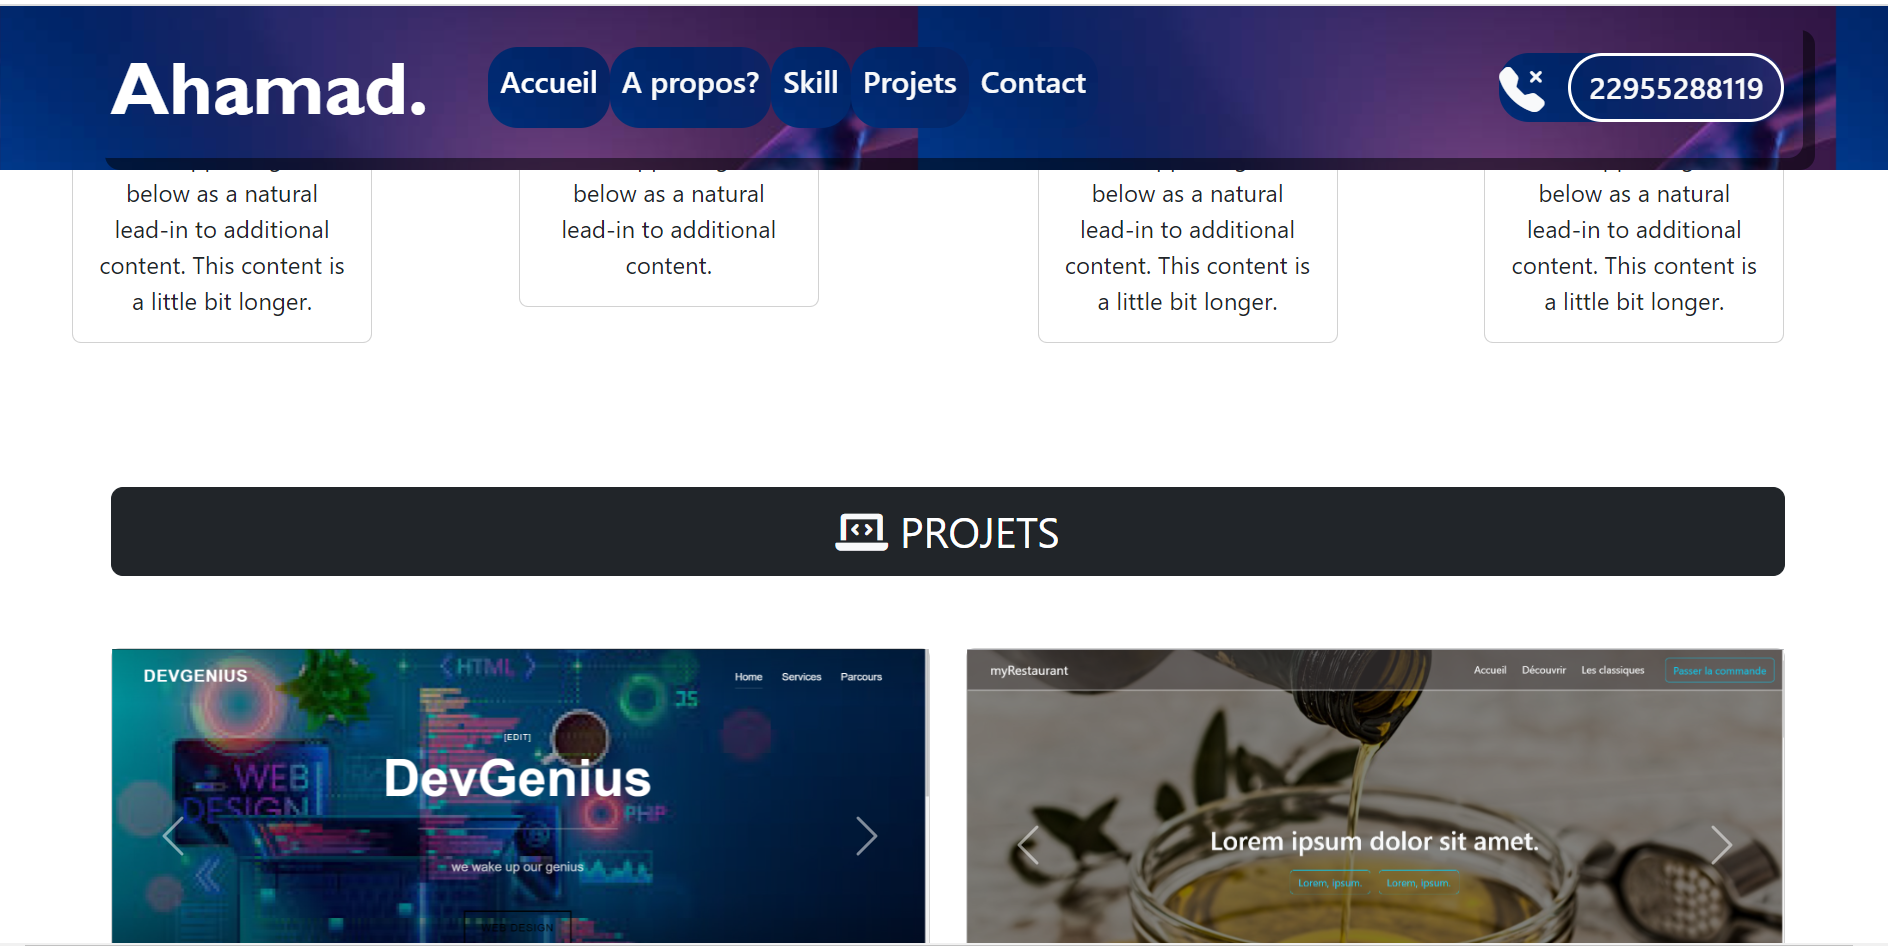 Ahamad.
Accueil
A propos?
Skill
Projets
Contact
22955288119
below as a natural
lead-in to additional
content. This content is
a little bit longer.
below as a natural
lead-in to additional
content.
below as a natural
lead-in to additional
content. This content is
a little bit longer.
below as a natural
lead-in to additional
content. This content is
a little bit longer.
PROJETS
DEVGENIUS
Home
Services
Parcours
HTML
JS
[EDIT]
DevGenius
WEB
DESIGN
PHP
we wake up our genius
WEB DESIGN
myRestaurant
Accueil
Découvrir
Les classiques
Passer la commande
Lorem ipsum dolor sit amet.
Lorem, ipsum.
Lorem, ipsum.